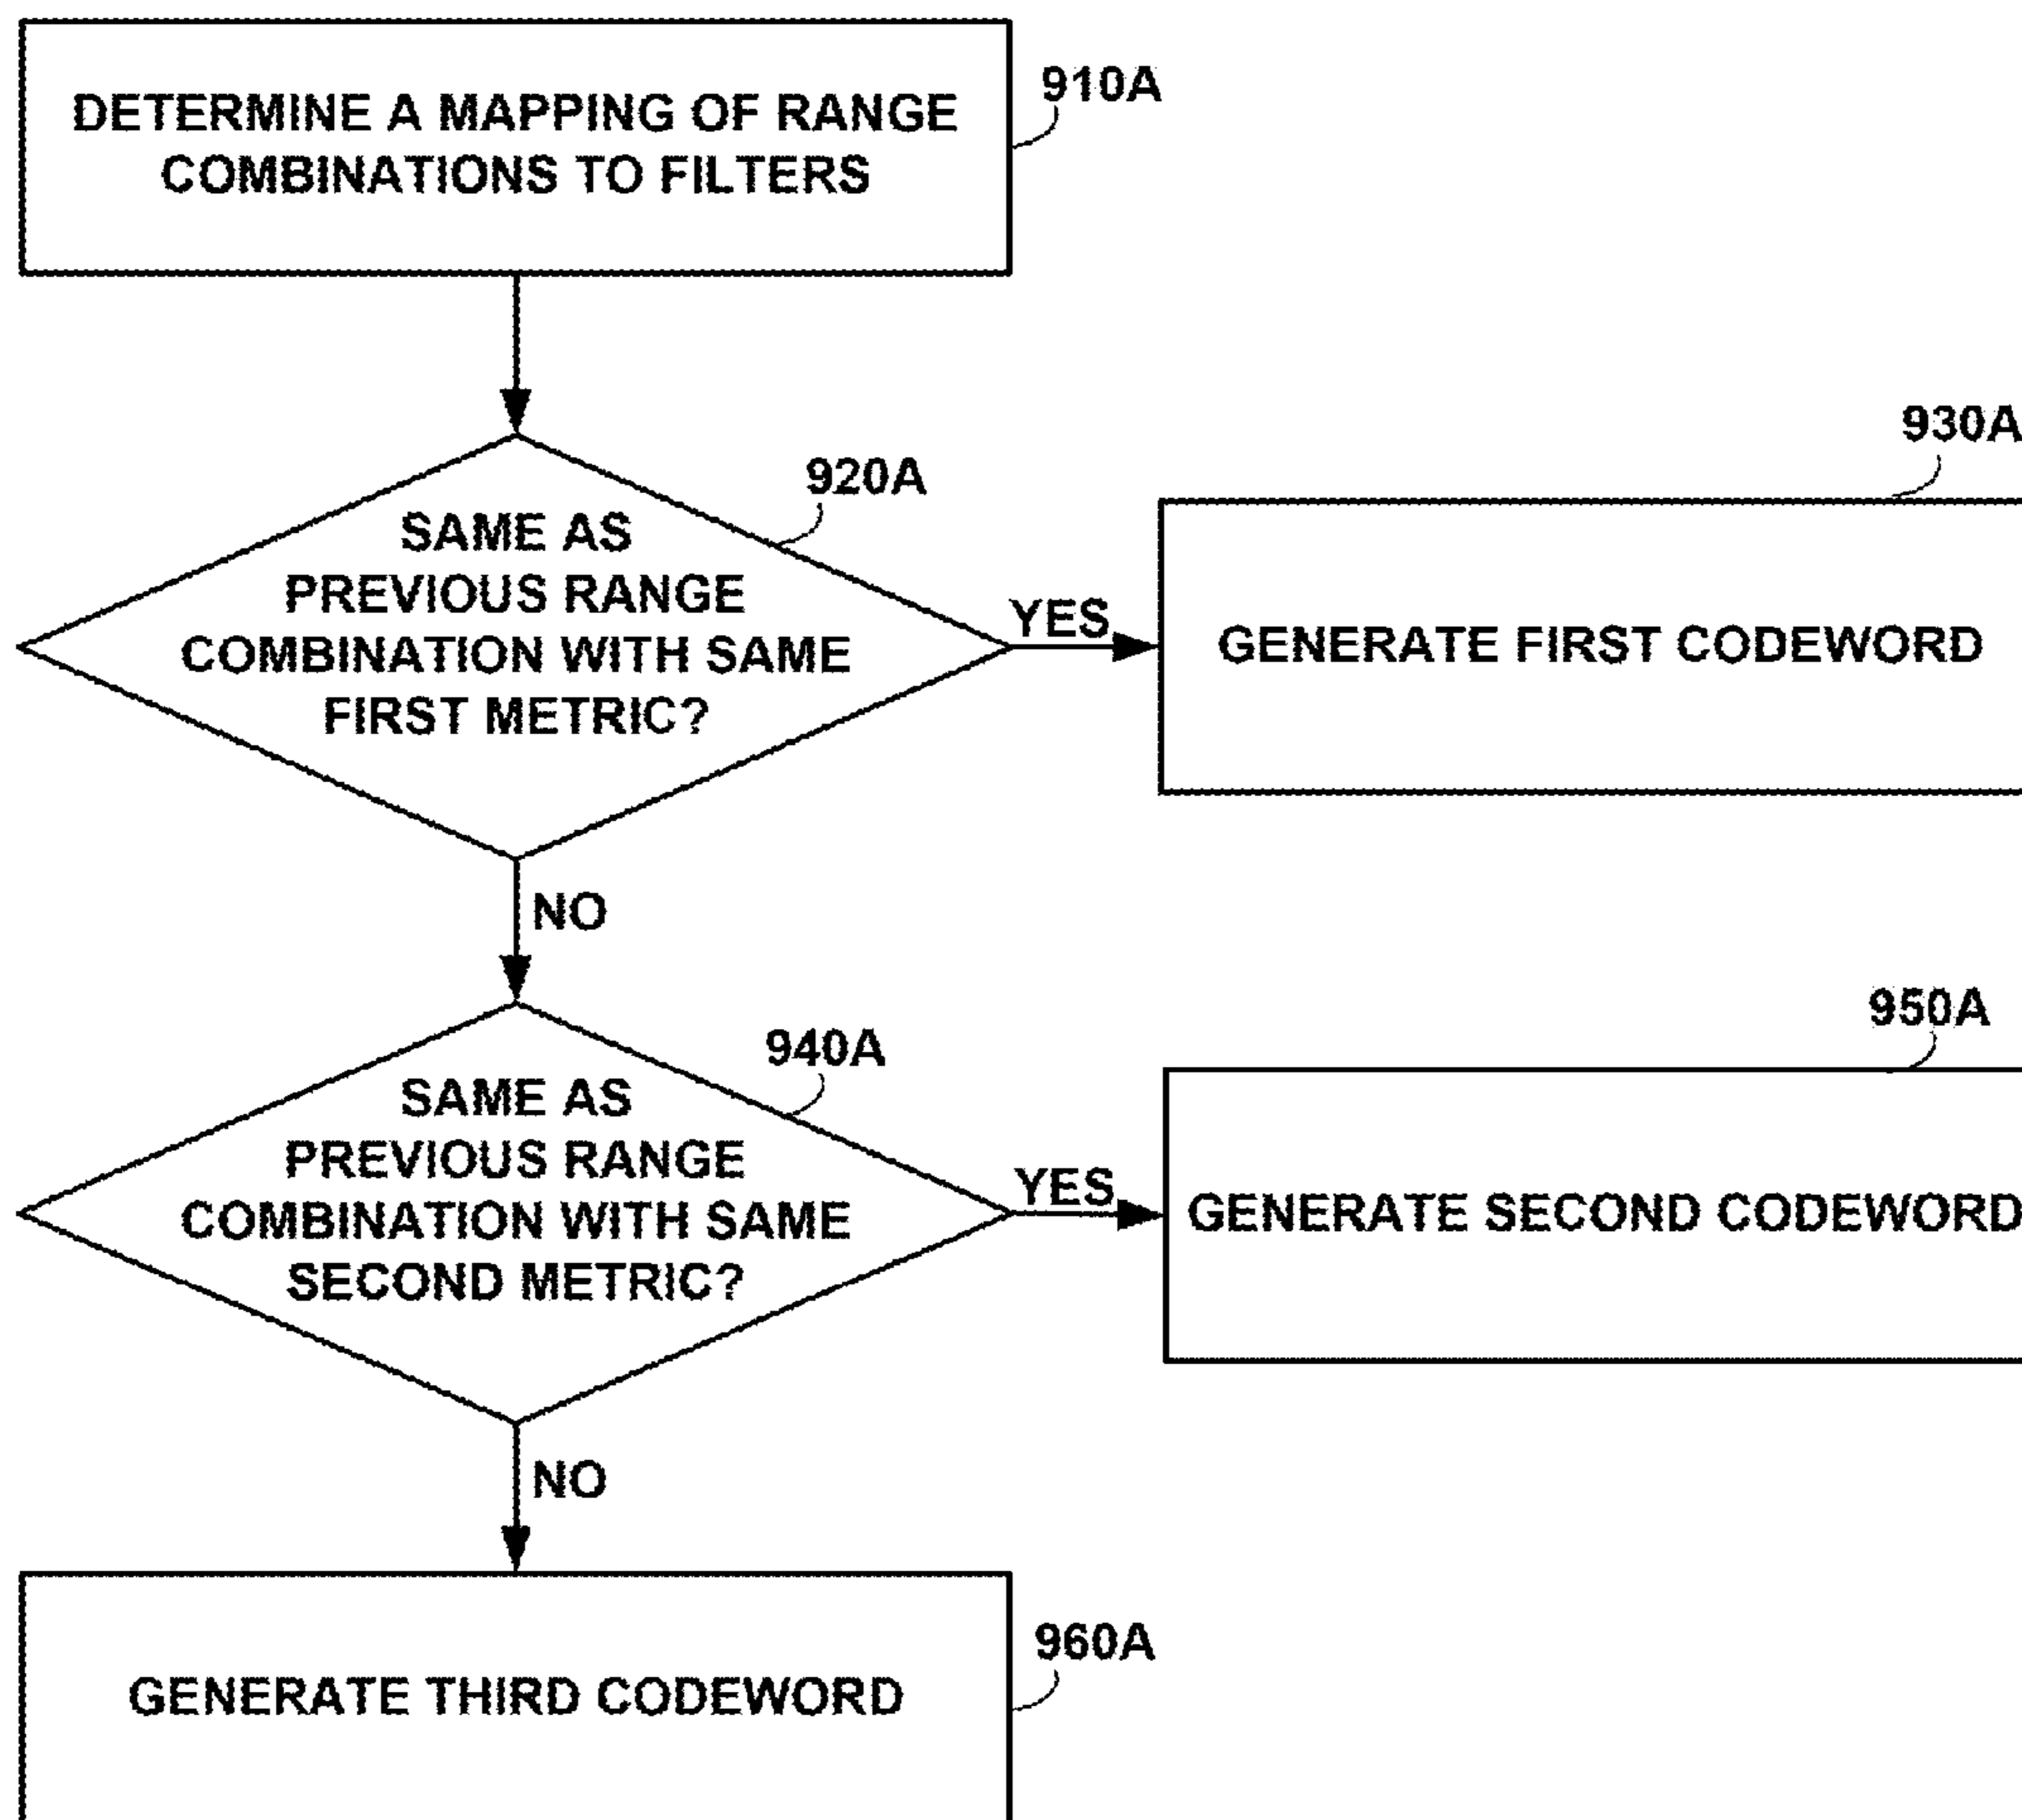 DETERMINE A MAPPING OF RANGE
COMBINATIONS TO FILTERS
910A
920A
SAME AS
PREVIOUS RANGE
COMBINATION WITH SAME
FIRST METRIC?
YES
930A
GENERATE FIRST CODEWORD
NO
940A
SAME AS
PREVIOUS RANGE
COMBINATION WITH SAME
SECOND METRIC?
YES
950A
GENERATE SECOND CODEWORD
NO
960A
GENERATE THIRD CODEWORD